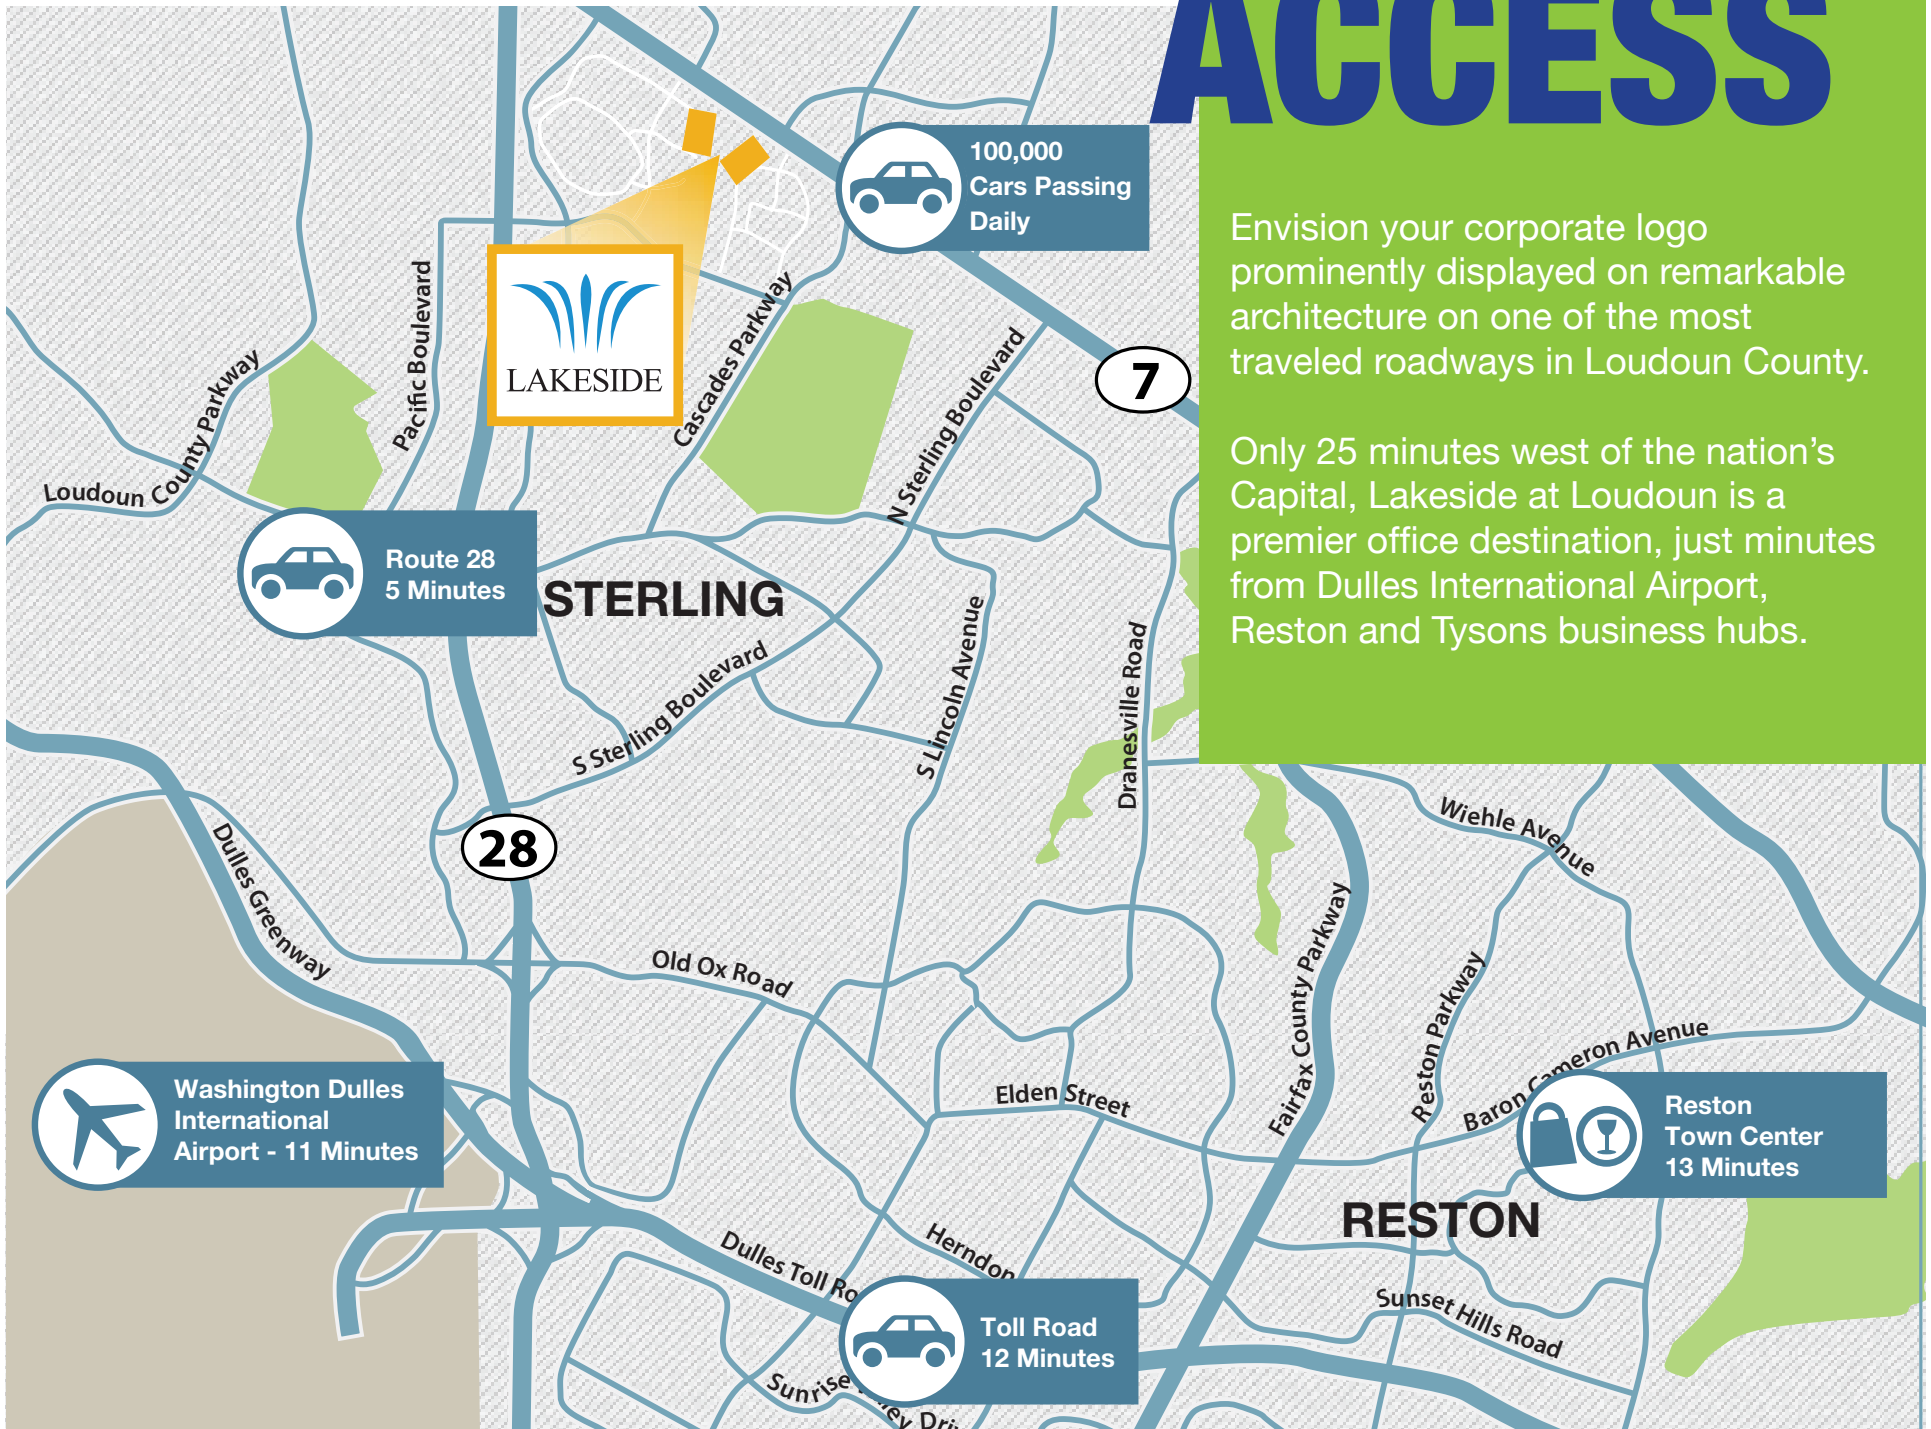 ACCESS
100,000
Cars Passing
Daily
Envision your corporate logo
prominently displayed on remarkable
architecture on one of the most
traveled roadways in Loudoun County.
Only 25 minutes west of the nation's
Capital, Lakeside at Loudoun is a
premier office destination, just minutes
from Dulles International Airport,
Reston and Tysons business hubs.
Pacific Boulevard
LAKESIDE
Cascades Parkway
N Sterling Boulevard
7
Loudoun County Parkway
Route 28
5 Minutes
STERLING
S Sterling Boulevard
S Lincoln Avenue
Dranesville Road
28
Wiehle Avenue
Dulles Greenway
Old Ox Road
Fairfax County Parkway
Reston Parkway
Baron Cameron Avenue
Elden Street
Washington Dulles
International
Airport - 11 Minutes
Reston
Town Center
13 Minutes
RESTON
Herndon
Dulles Toll Ro
Toll Road
12 Minutes
Sunset Hills Road
Sunrise